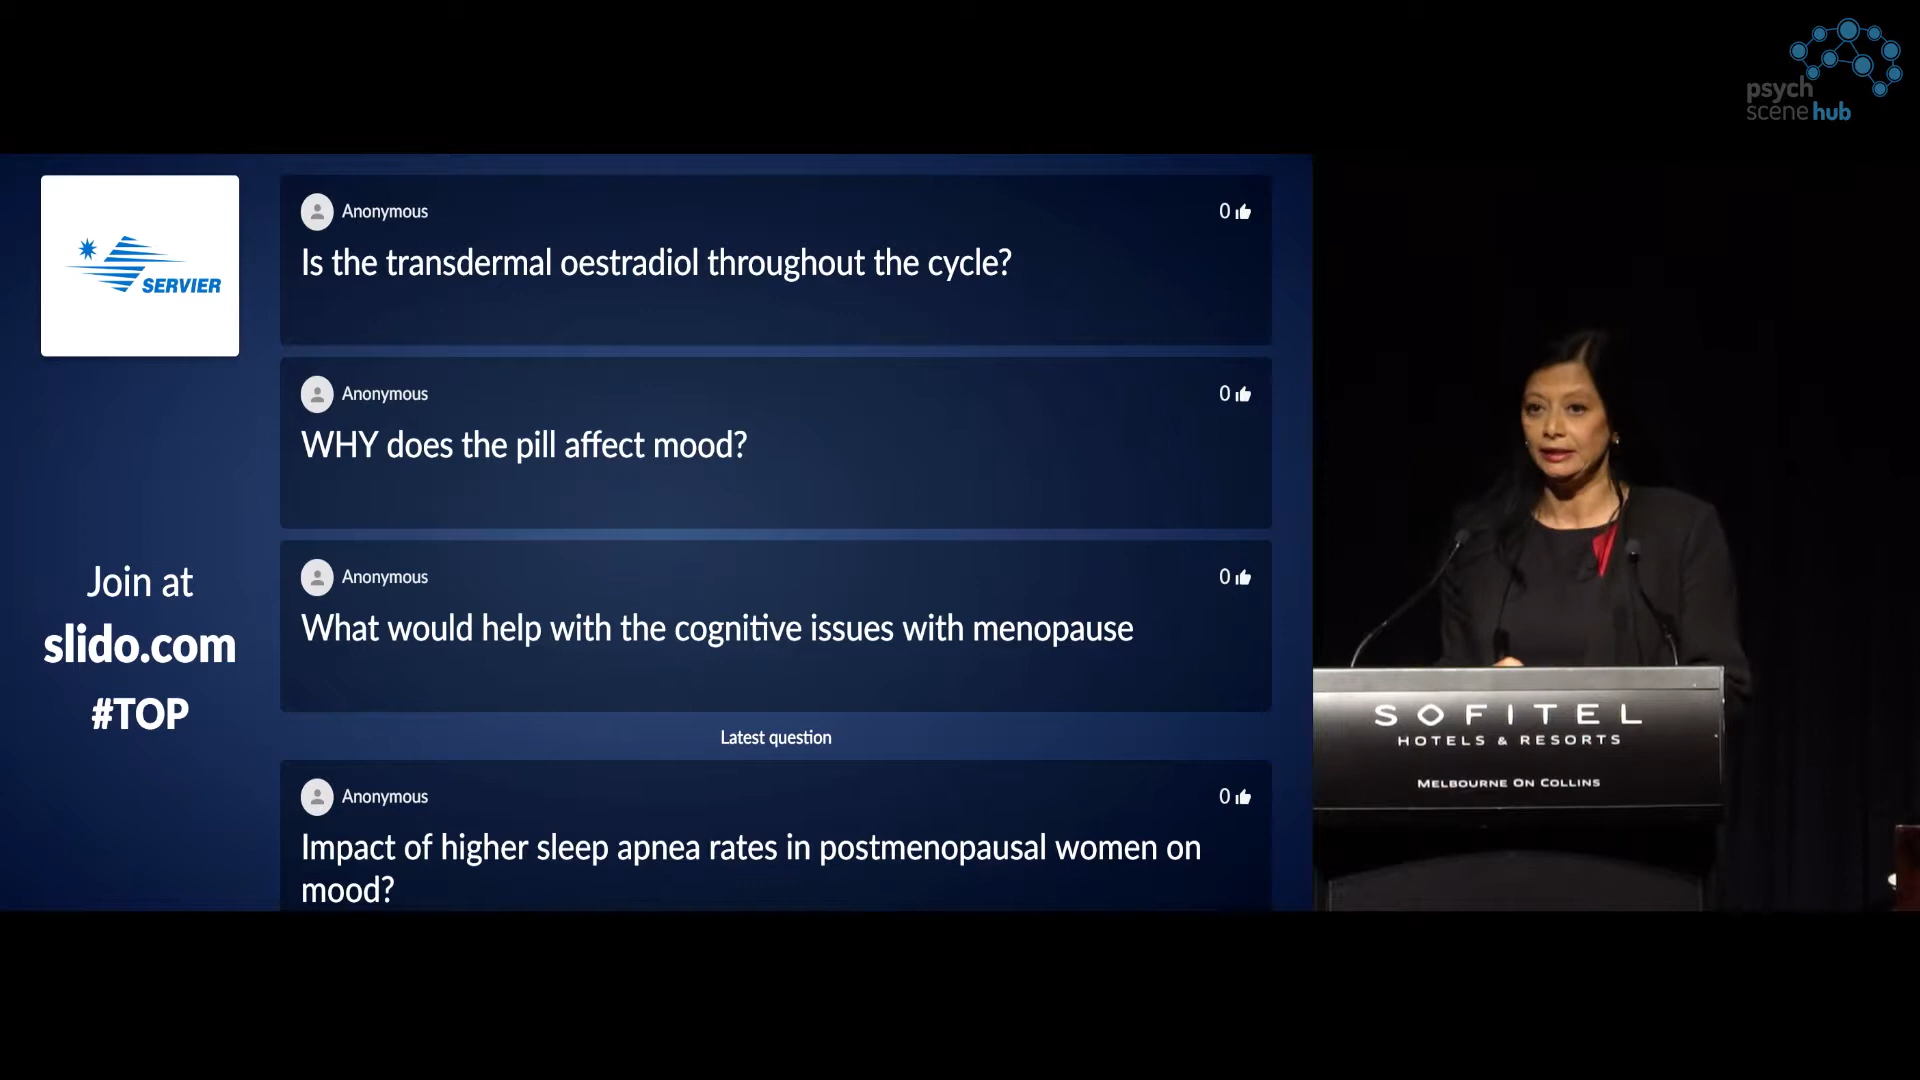 psych
scene hub
SERVIER
Join at
slido.com
#TOP
Anonymous
0
Is the transdermal oestradiol throughout the cycle?
Anonymous
0
WHY does the pill affect mood?
Anonymous
0
What would help with the cognitive issues with menopause
Latest question
Anonymous
0
Impact of higher sleep apnea rates in postmenopausal women on
mood?
SOFITEL
HOTELS & RESORTS
MELBOURNE ON COLLINS